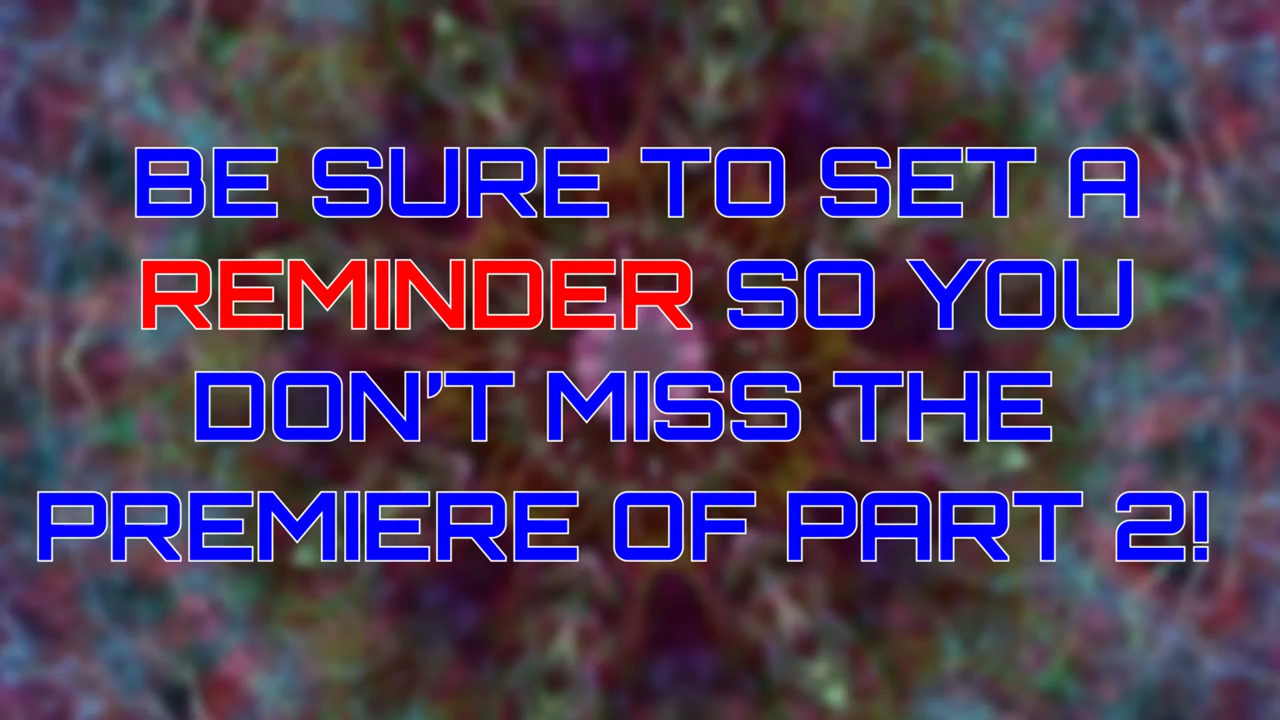 BE SURE TO SET A
REMINDER SO YOU
DON'T MISS THE
PREMIERE OF PART 2!